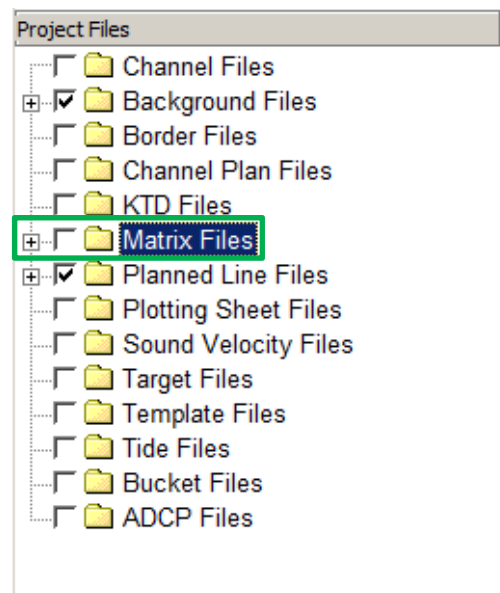 Project Files
Channel Files
Background Files
Border Files
Channel Plan Files
KTD Files
Matrix Files
Planned Line Files
Plotting Sheet Files
Sound Velocity Files
Target Files
Template Files
Tide Files
Bucket Files
ADCP Files